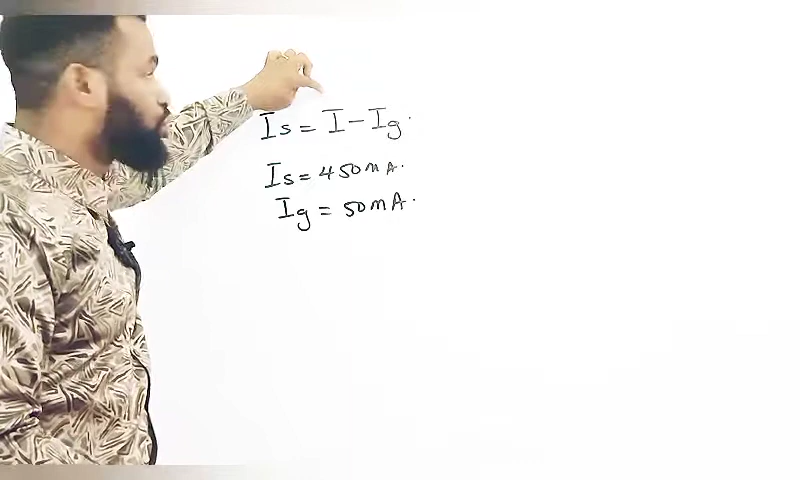 Is = I - Ig.
Is = 450mA.
Ig = 50mA.